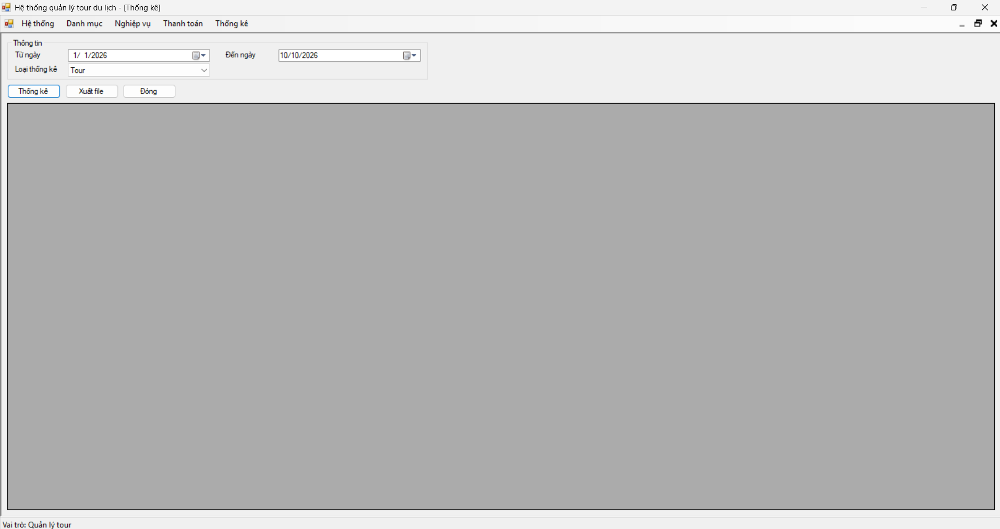 Hệ thống quản lý tour du lịch - [Thống kê]
Hệ thống Danh mục Nghiệp vụ Thanh toán Thống kê
Thông tin
Từ ngày 1/ 1/2026 Đến ngày 10/10/2026
Loại thống kê Tour
Thống kê Xuất file Đóng
Vai trò: Quản lý tour